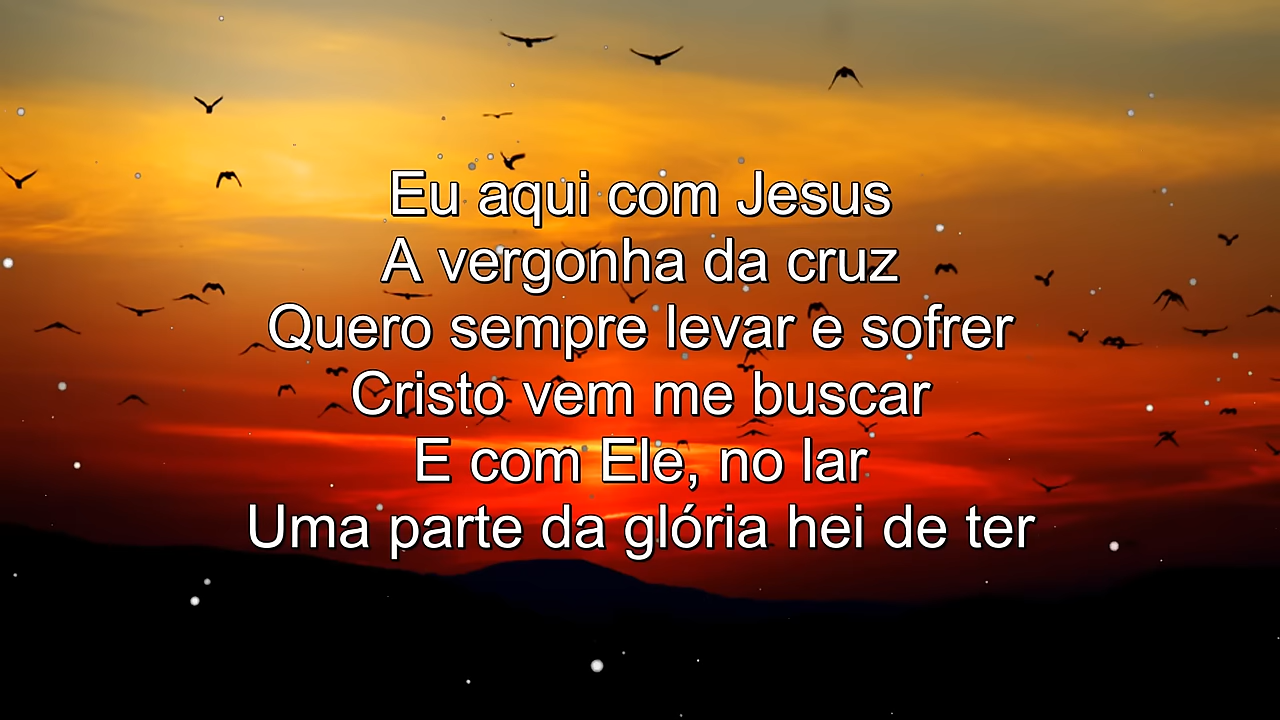 Eu aqui com Jesus
A vergonha da cruz
Quero sempre levar e sofrer
Cristo vem me buscar
E com Ele, no lar
Uma parte da glória hei de ter